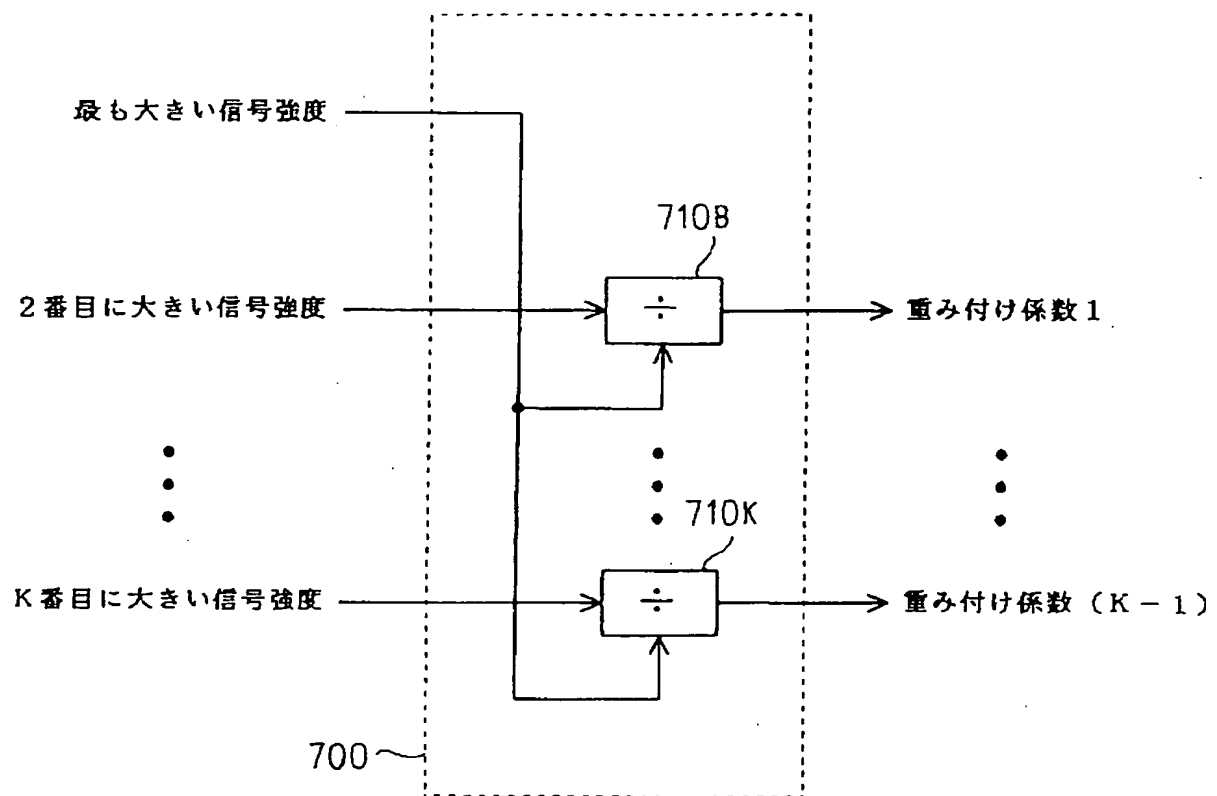 最も大きい信号強度
710B
2番目に大きい信号強度
÷
重み付け係数1
710K
K番目に大きい信号強度
÷
重み付け係数(K-1)
700